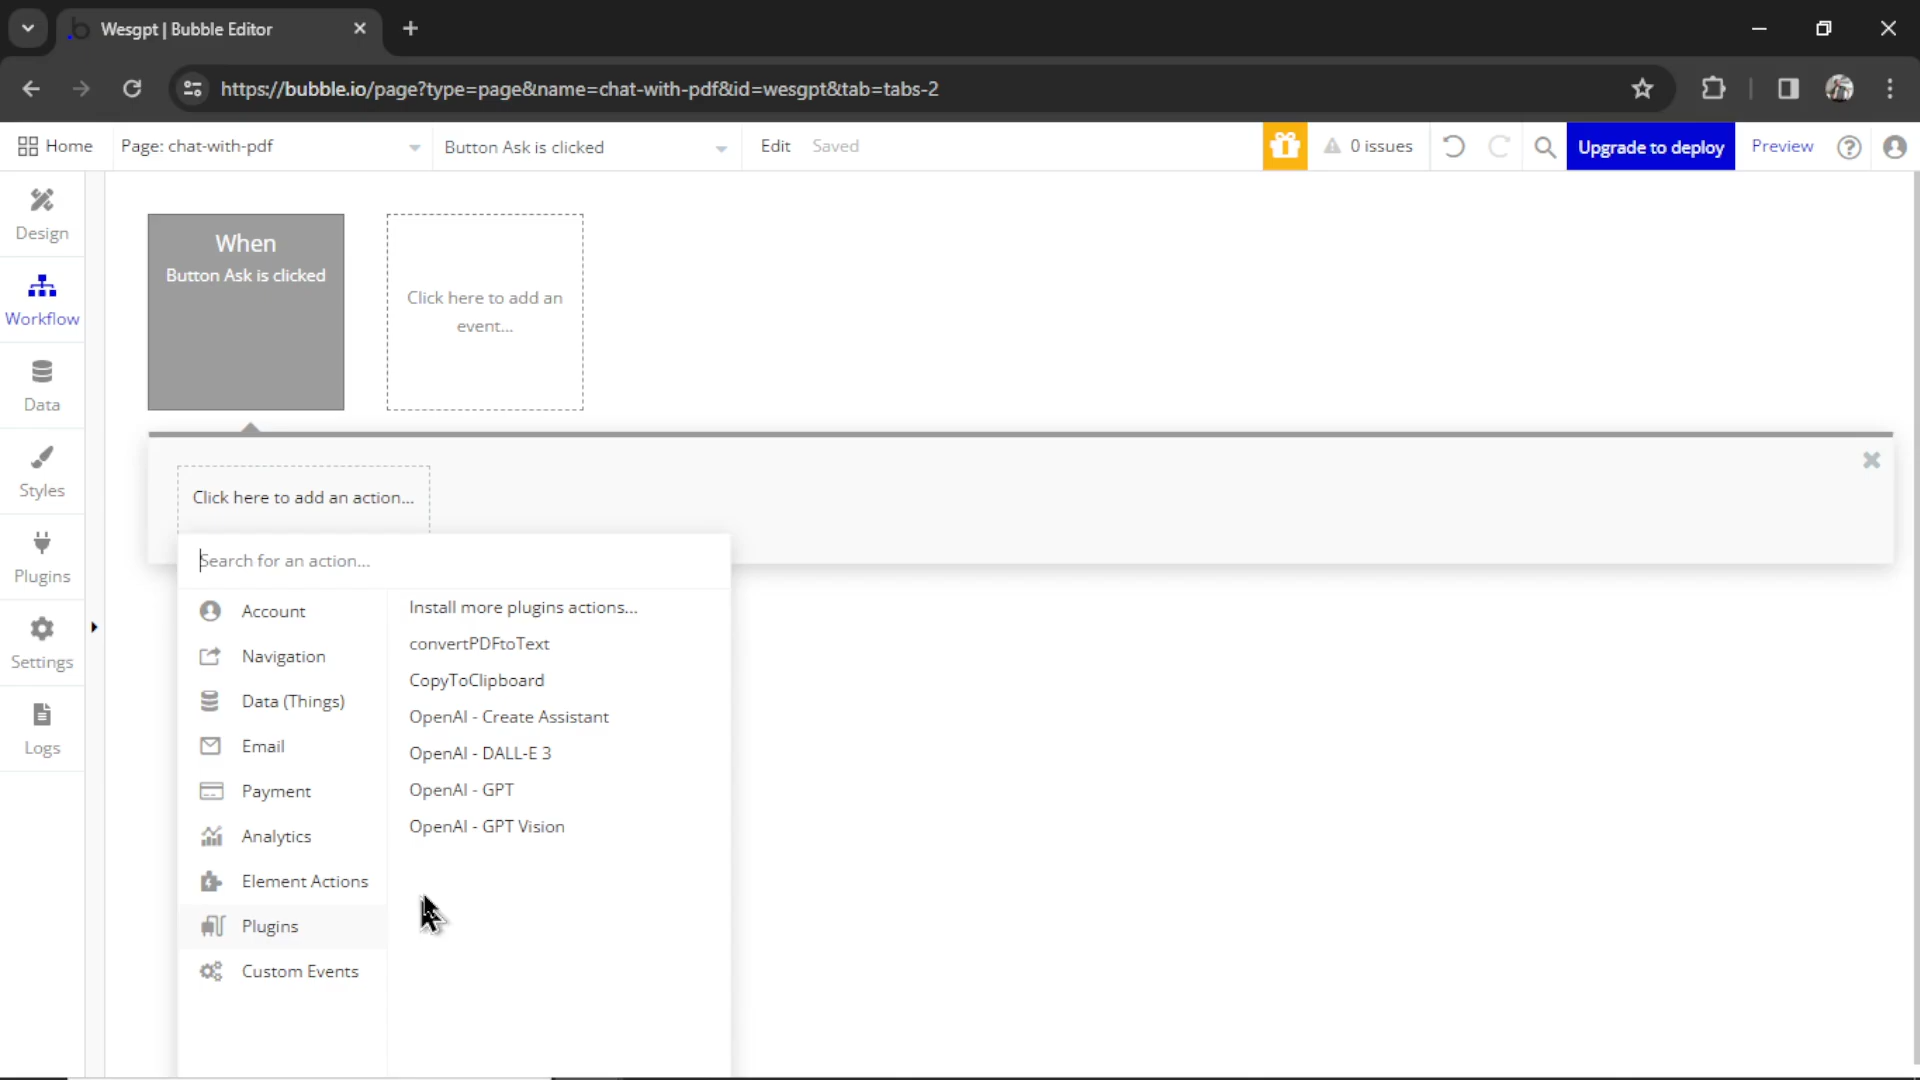 Wesgpt | Bubble Editor
https://bubble.io/page?type=page&name=chat-with-pdf&id=wesgpt&tab=tabs-2
Home
Page: chat-with-pdf
Button Ask is clicked
Edit
Saved
0 issues
Upgrade to deploy
Preview
Design
Workflow
Data
Styles
Plugins
Settings
Logs
When
Button Ask is clicked
Click here to add an
event...
Click here to add an action...
Search for an action...
Account
Navigation
Data (Things)
Email
Payment
Analytics
Element Actions
Plugins
Custom Events
Install more plugins actions...
convertPDFtoText
CopyToClipboard
OpenAI - Create Assistant
OpenAI - DALL-E 3
OpenAI - GPT
OpenAI - GPT Vision